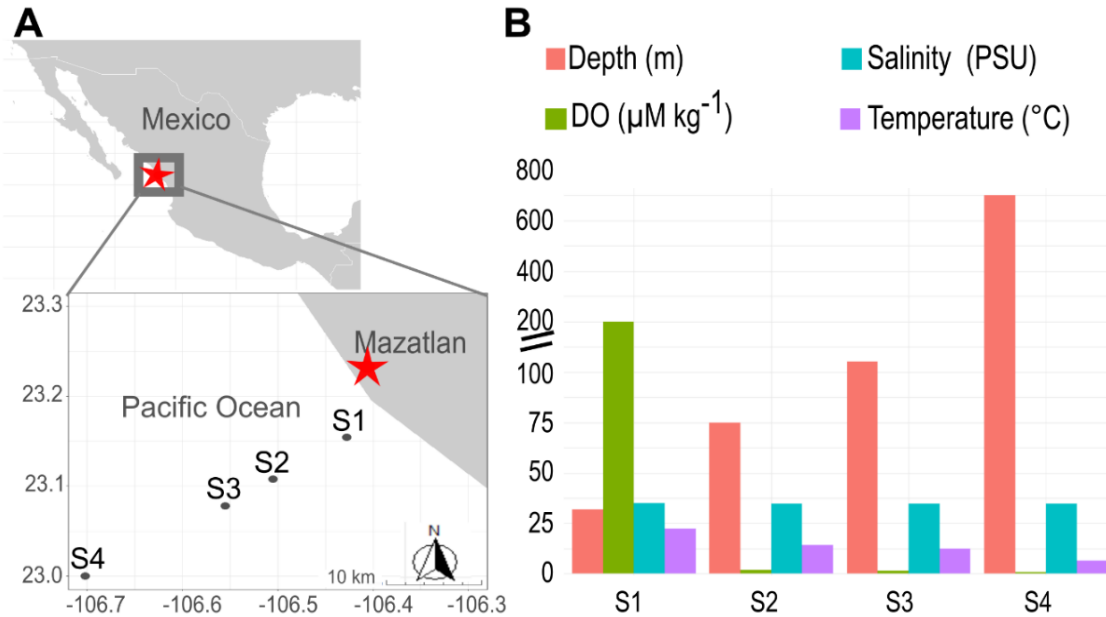 A
Mexico
23.3
Mazatlan
23.2
Pacific Ocean
S1
S2
23.1
S3
S4
N
10 km
23.0
-106.7 -106.6 -106.5 -106.4 -106.3
B
Depth (m) Salinity (PSU)
DO (µM kg⁻¹) Temperature (°C)
800
600
400
200
100
75
50
25
0
S1 S2 S3 S4